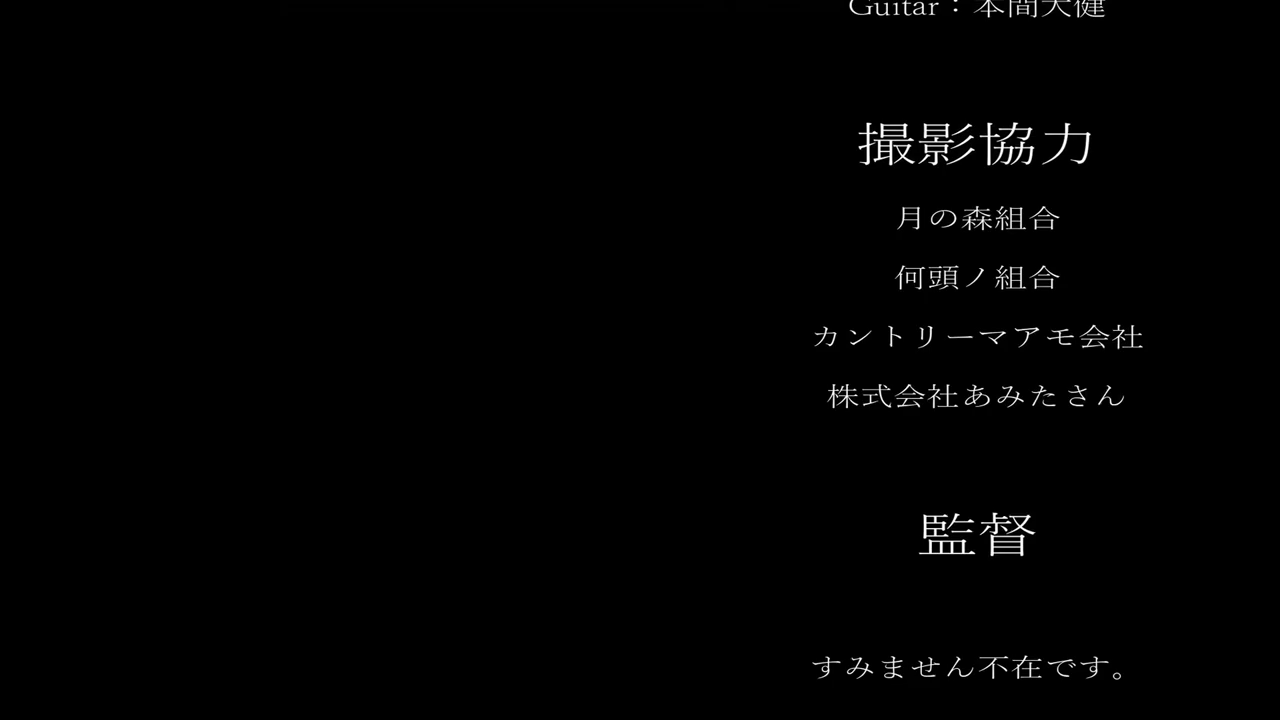 Guitar：本間大健
撮影協力
月の森組合
何頭ノ組合
カントリーマアモ会社
株式会社あみたさん
監督
すみません不在です。